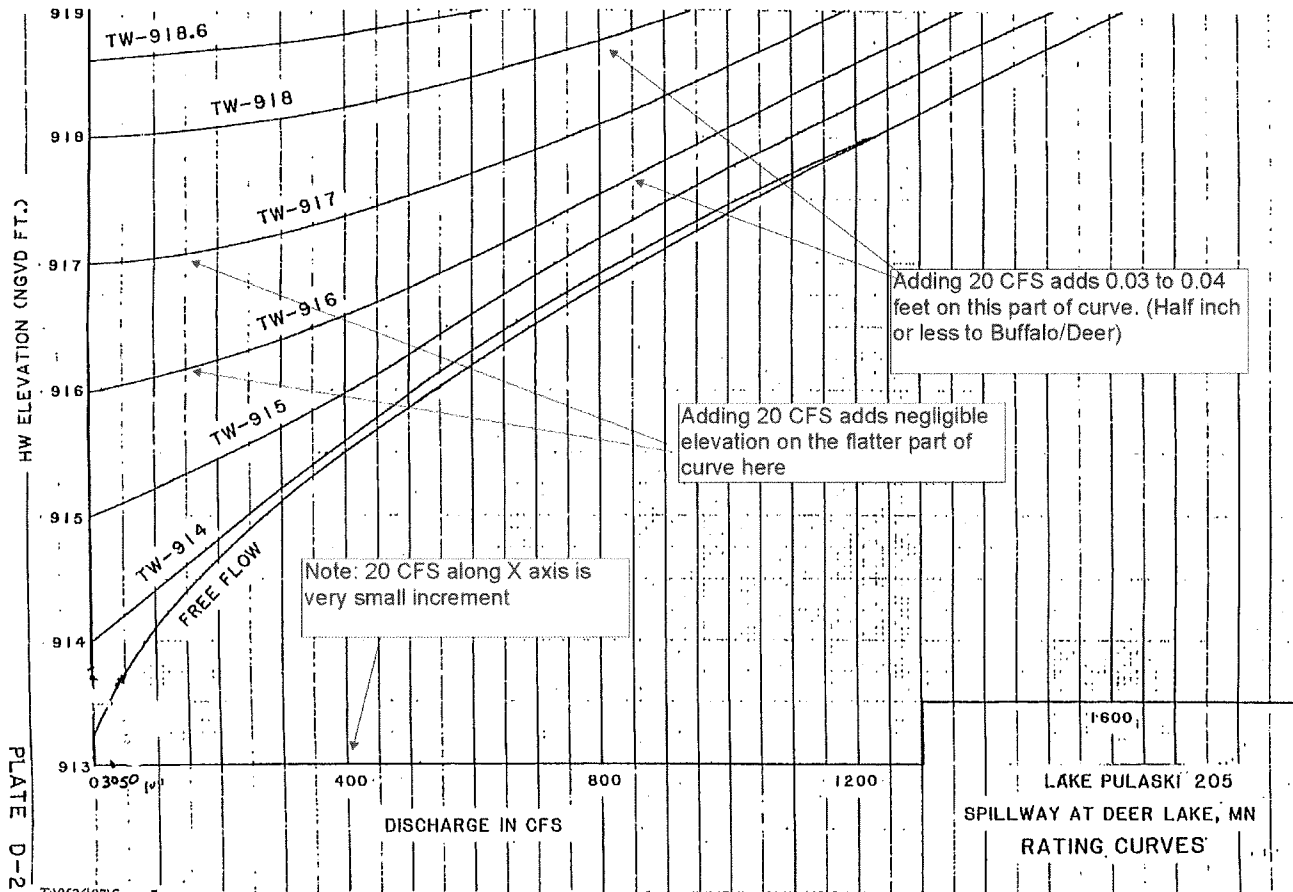 919
TW-918.6
TW-918
918
TW-917
HW ELEVATION (NGVD FT.)
917
Adding 20 CFS adds 0.03 to 0.04
feet on this part of curve. (Half inch
or less to Buffalo/Deer)
TW-916
916
TW-915
Adding 20 CFS adds negligible
elevation on the flatter part of
curve here
915
TW-914
FREE FLOW
Note: 20 CFS along X axis is
very small increment
914
1600
913
0 30 50 400 800 1200
DISCHARGE IN CFS
LAKE PULASKI 205
SPILLWAY AT DEER LAKE, MN
RATING CURVES
PLATE D-2